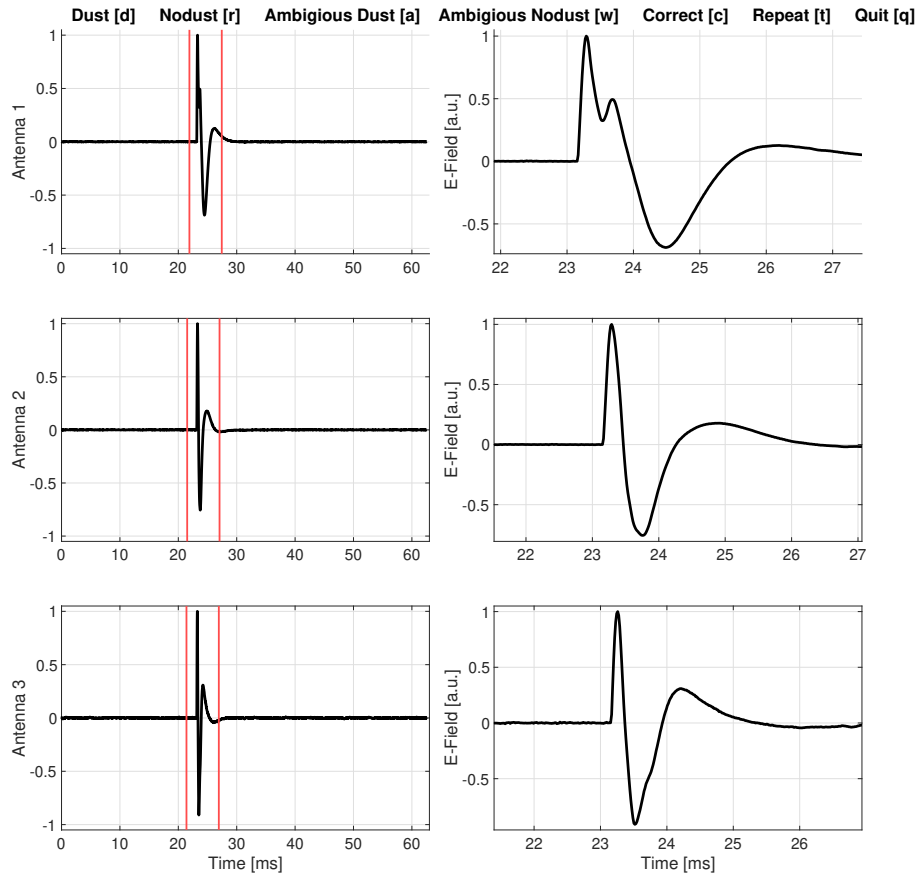 Dust [d] Nodust [r] Ambigious Dust [a] Ambigious Nodust [w] Correct [c] Repeat [t] Quit [q]
Antenna 1
1
0.5
0
-0.5
-1
0 10 20 30 40 50 60
E-Field [a.u.]
1
0.5
0
-0.5
22 23 24 25 26 27
Antenna 2
1
0.5
0
-0.5
-1
0 10 20 30 40 50 60
E-Field [a.u.]
1
0.5
0
-0.5
22 23 24 25 26 27
Antenna 3
1
0.5
0
-0.5
-1
0 10 20 30 40 50 60
Time [ms]
E-Field [a.u.]
1
0.5
0
-0.5
22 23 24 25 26
Time [ms]